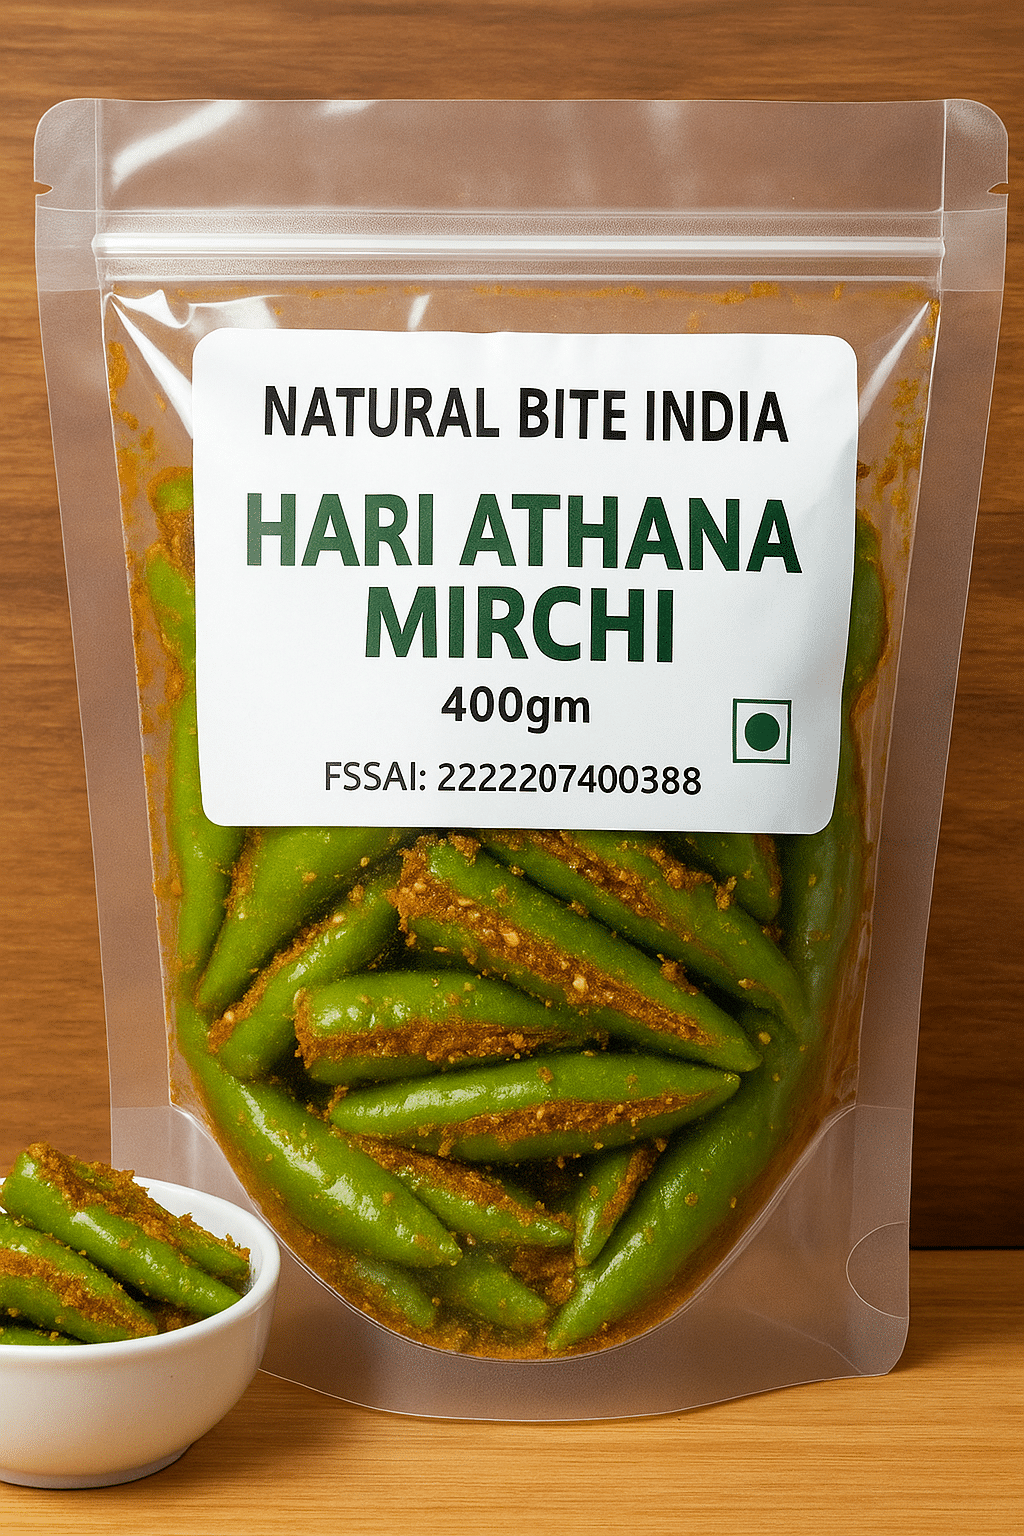 NATURAL BITE INDIA
HARI ATHANA
MIRCHI
400gm
FSSAI: 2222207400388